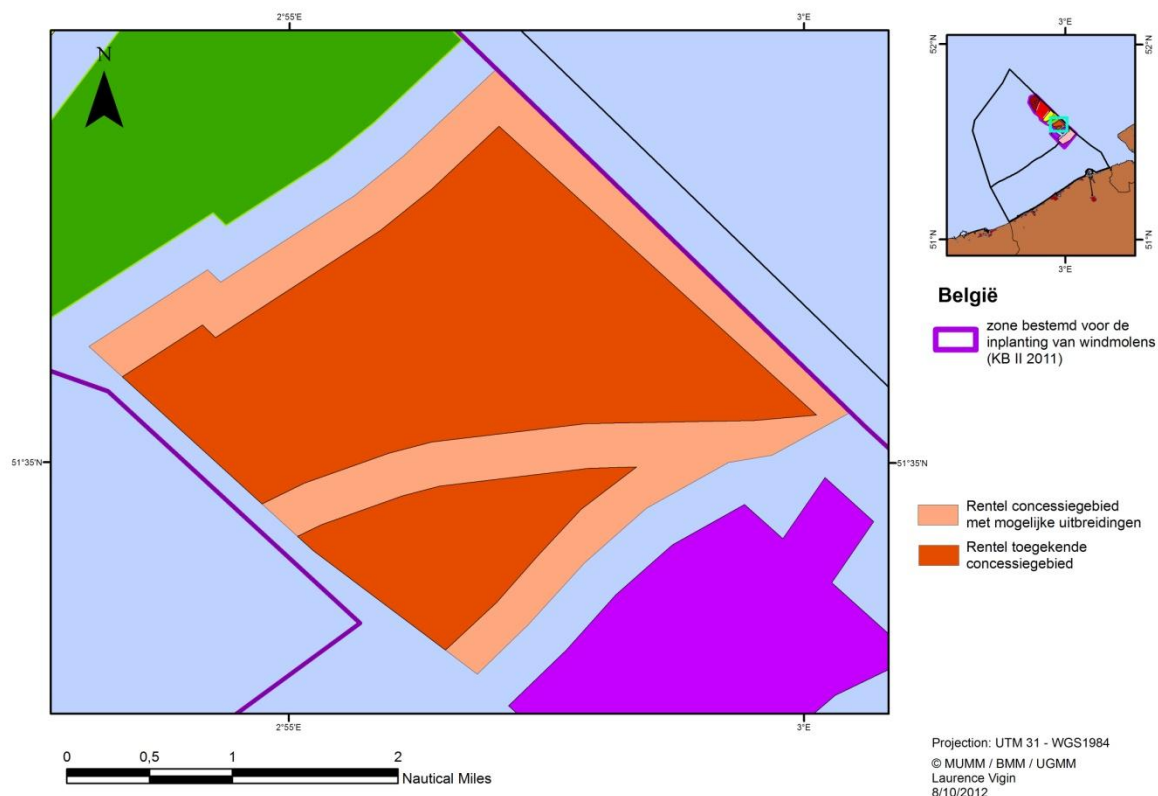 2°55'E
3°E
N
51°35'N
51°35'N
2°55'E
3°E
0
0,5
1
2
Nautical Miles
3°E
52°N
52°N
51°N
51°N
3°E
België
zone bestemd voor de
inplanting van windmolens
(KB II 2011)
Rentel concessiegebied
met mogelijke uitbreidingen
Rentel toegekende
concessiegebied
Projection: UTM 31 - WGS1984
© MUMM / BMM / UGMM
Laurence Vigin
8/10/2012